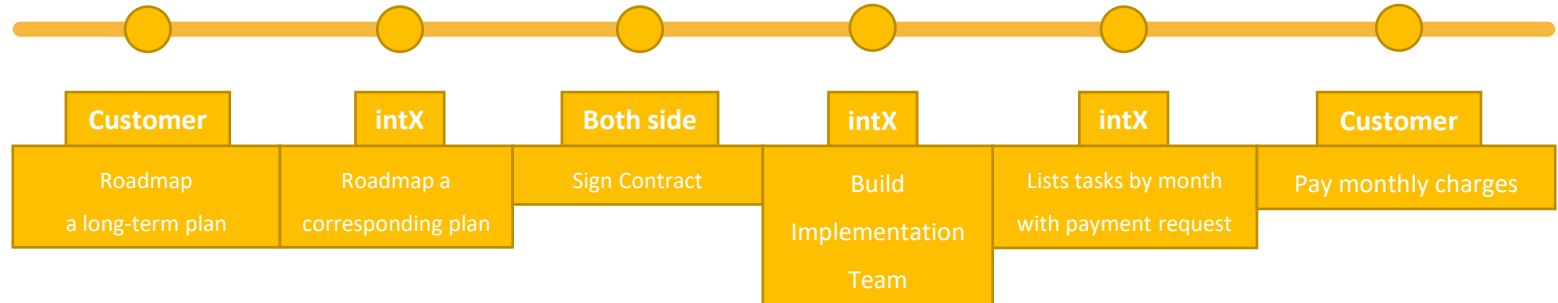 Customer
Roadmap
a long-term plan
intX
Roadmap a
corresponding plan
Both side
Sign Contract
intX
Build
Implementation
Team
intX
Lists tasks by month
with payment request
Customer
Pay monthly charges